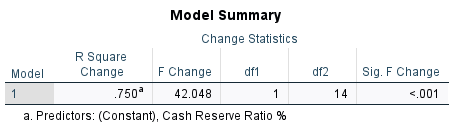 Model Summary
Change Statistics
Model R Square Change F Change df1 df2 Sig. F Change
1 .750a 42.048 1 14 <.001
a. Predictors: (Constant), Cash Reserve Ratio %